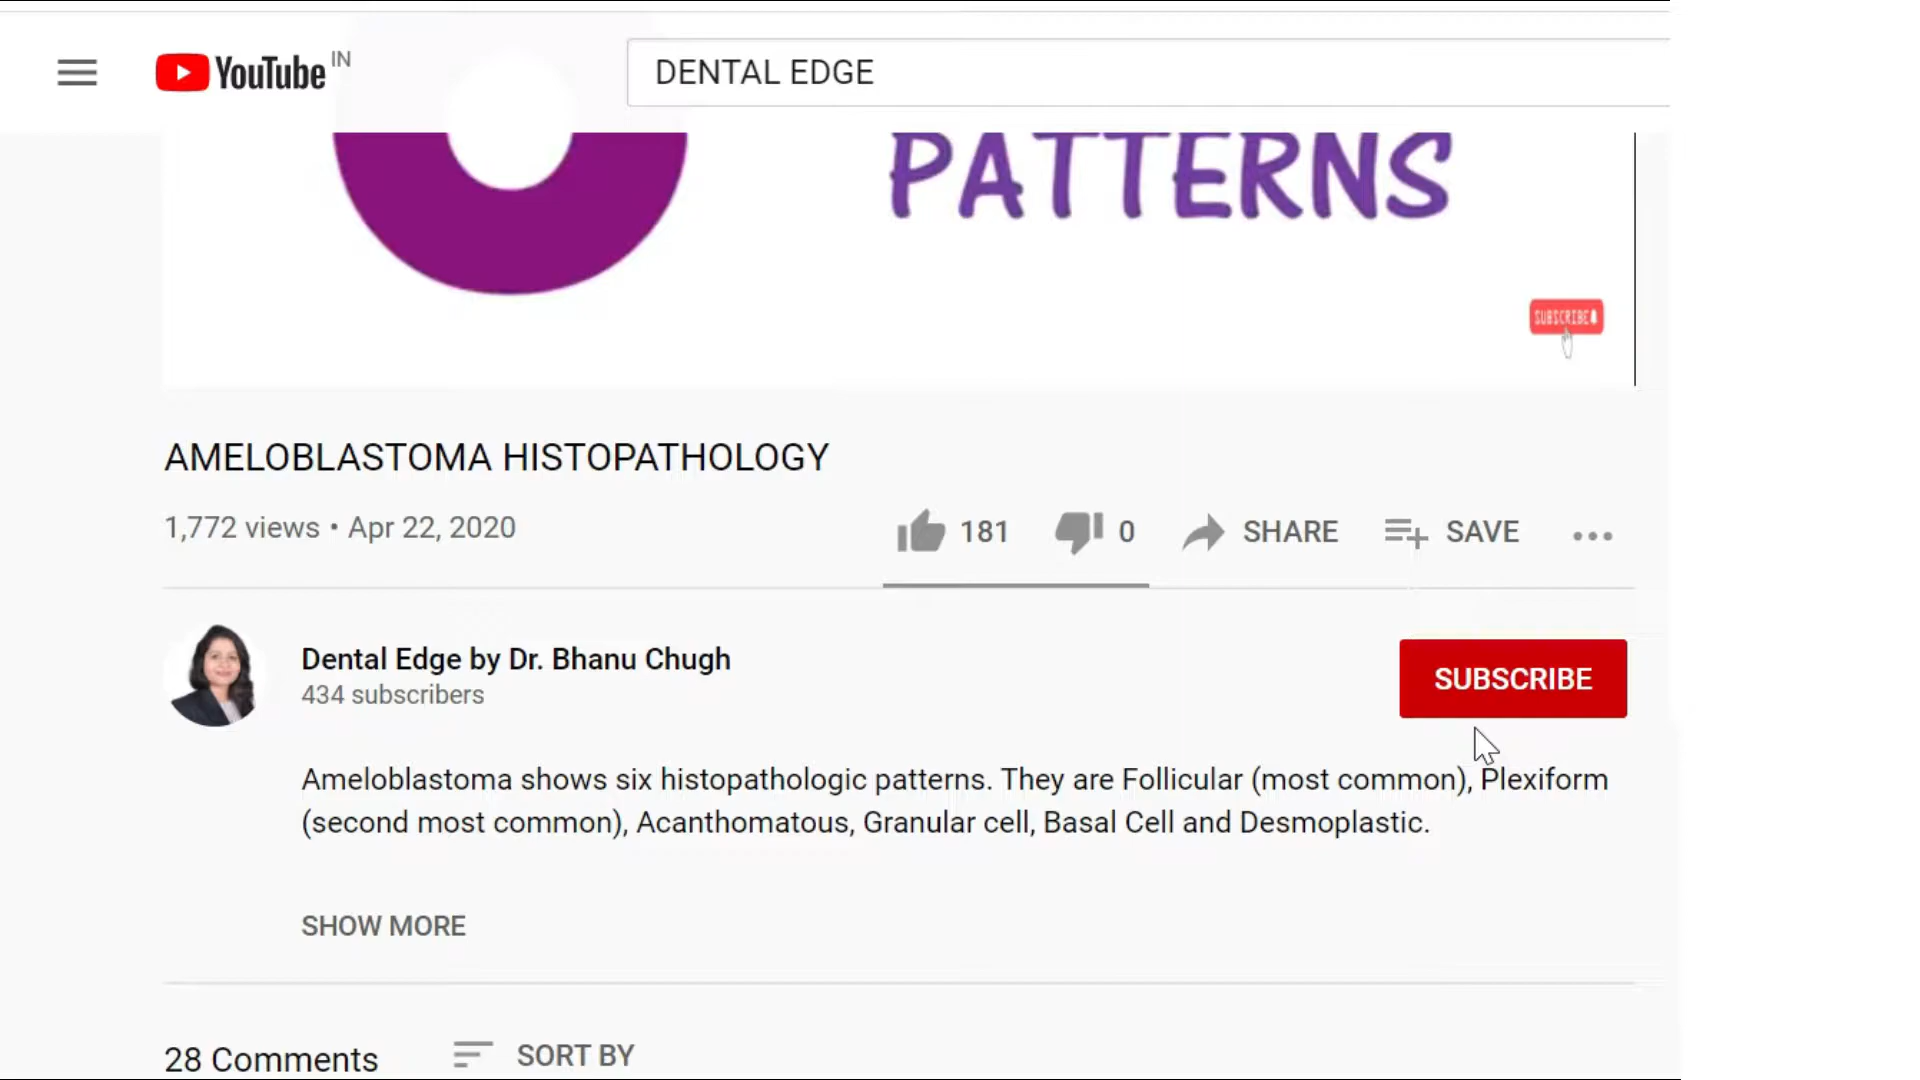 YouTube IN
DENTAL EDGE
PATTERNS
SUBSCRIBE
AMELOBLASTOMA HISTOPATHOLOGY
1,772 views • Apr 22, 2020
181 0 SHARE SAVE ...
Dental Edge by Dr. Bhanu Chugh
434 subscribers
SUBSCRIBE
Ameloblastoma shows six histopathologic patterns. They are Follicular (most common), Plexiform
(second most common), Acanthomatous, Granular cell, Basal Cell and Desmoplastic.
SHOW MORE
28 Comments SORT BY